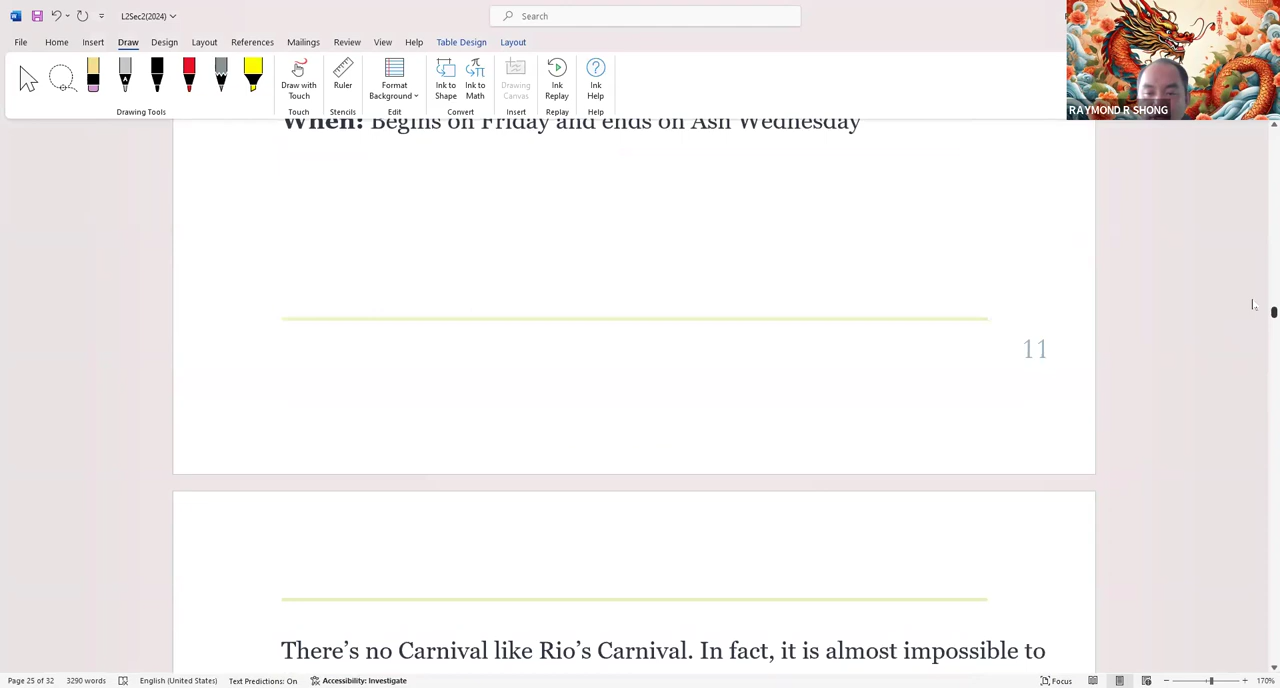 L2Sec2(2024)
Search
File Home Insert Draw Design Layout References Mailings Review View Help Table Design Layout
Draw with Touch
Ruler
Format Background
Ink to Shape
Ink to Math
Drawing Canvas
Ink Replay
Ink Help
Drawing Tools Touch Stencils Edit Convert Insert Replay Help
RAYMOND R SHONG
When: Begins on Friday and ends on Ash Wednesday
11
There's no Carnival like Rio's Carnival. In fact, it is almost impossible to
Page 25 of 32 3290 words English (United States) Text Predictions: On Accessibility: Investigate Focus 170%